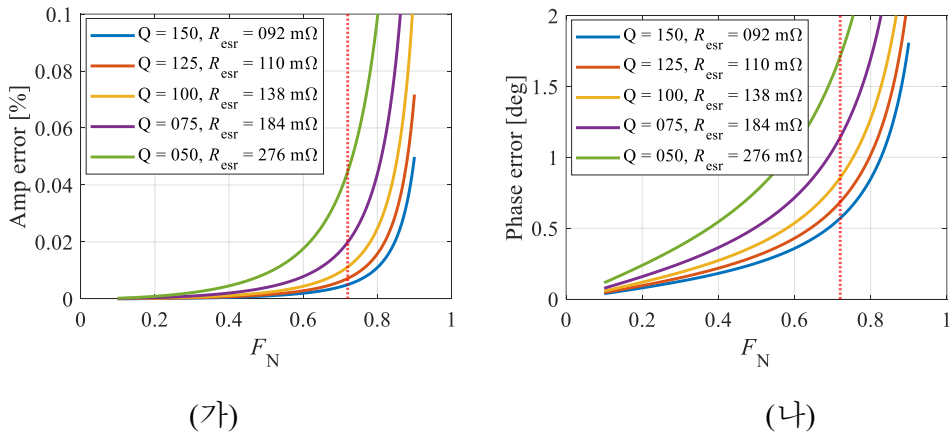 Amp error [%]
0.1
0.08
0.06
0.04
0.02
0
Q = 150, Resr = 092 mΩ
Q = 125, Resr = 110 mΩ
Q = 100, Resr = 138 mΩ
Q = 075, Resr = 184 mΩ
Q = 050, Resr = 276 mΩ
0 0.2 0.4 0.6 0.8 1
FN
(가)
Phase error [deg]
2
1.5
1
0.5
0
Q = 150, Resr = 092 mΩ
Q = 125, Resr = 110 mΩ
Q = 100, Resr = 138 mΩ
Q = 075, Resr = 184 mΩ
Q = 050, Resr = 276 mΩ
0 0.2 0.4 0.6 0.8 1
FN
(나)